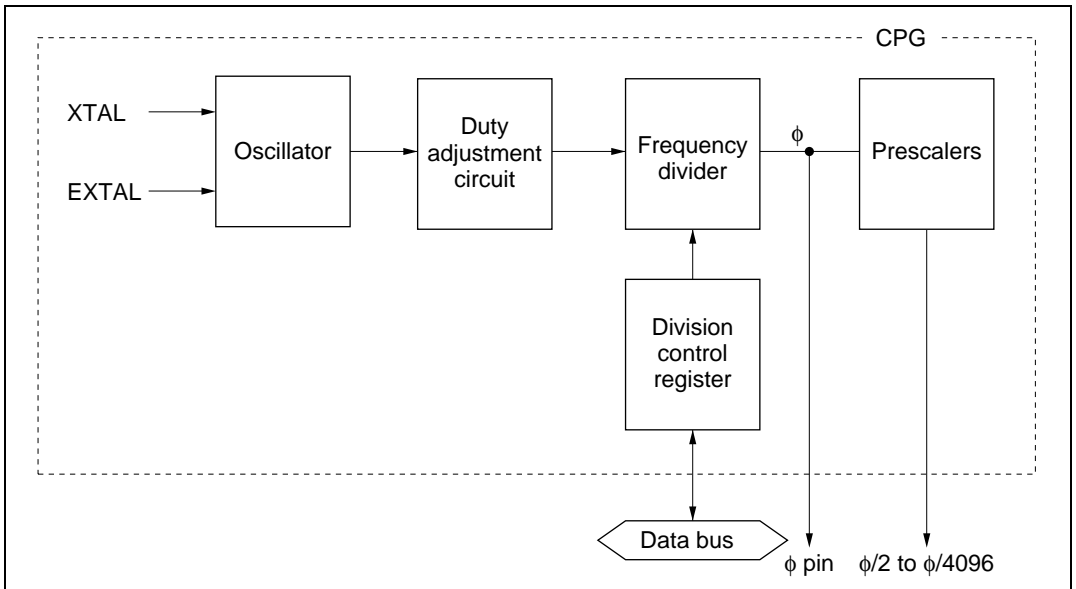 CPG
XTAL
EXTAL
Oscillator
Duty
adjustment
circuit
Frequency
divider
ϕ
Prescalers
Division
control
register
Data bus
ϕ pin
ϕ/2 to ϕ/4096